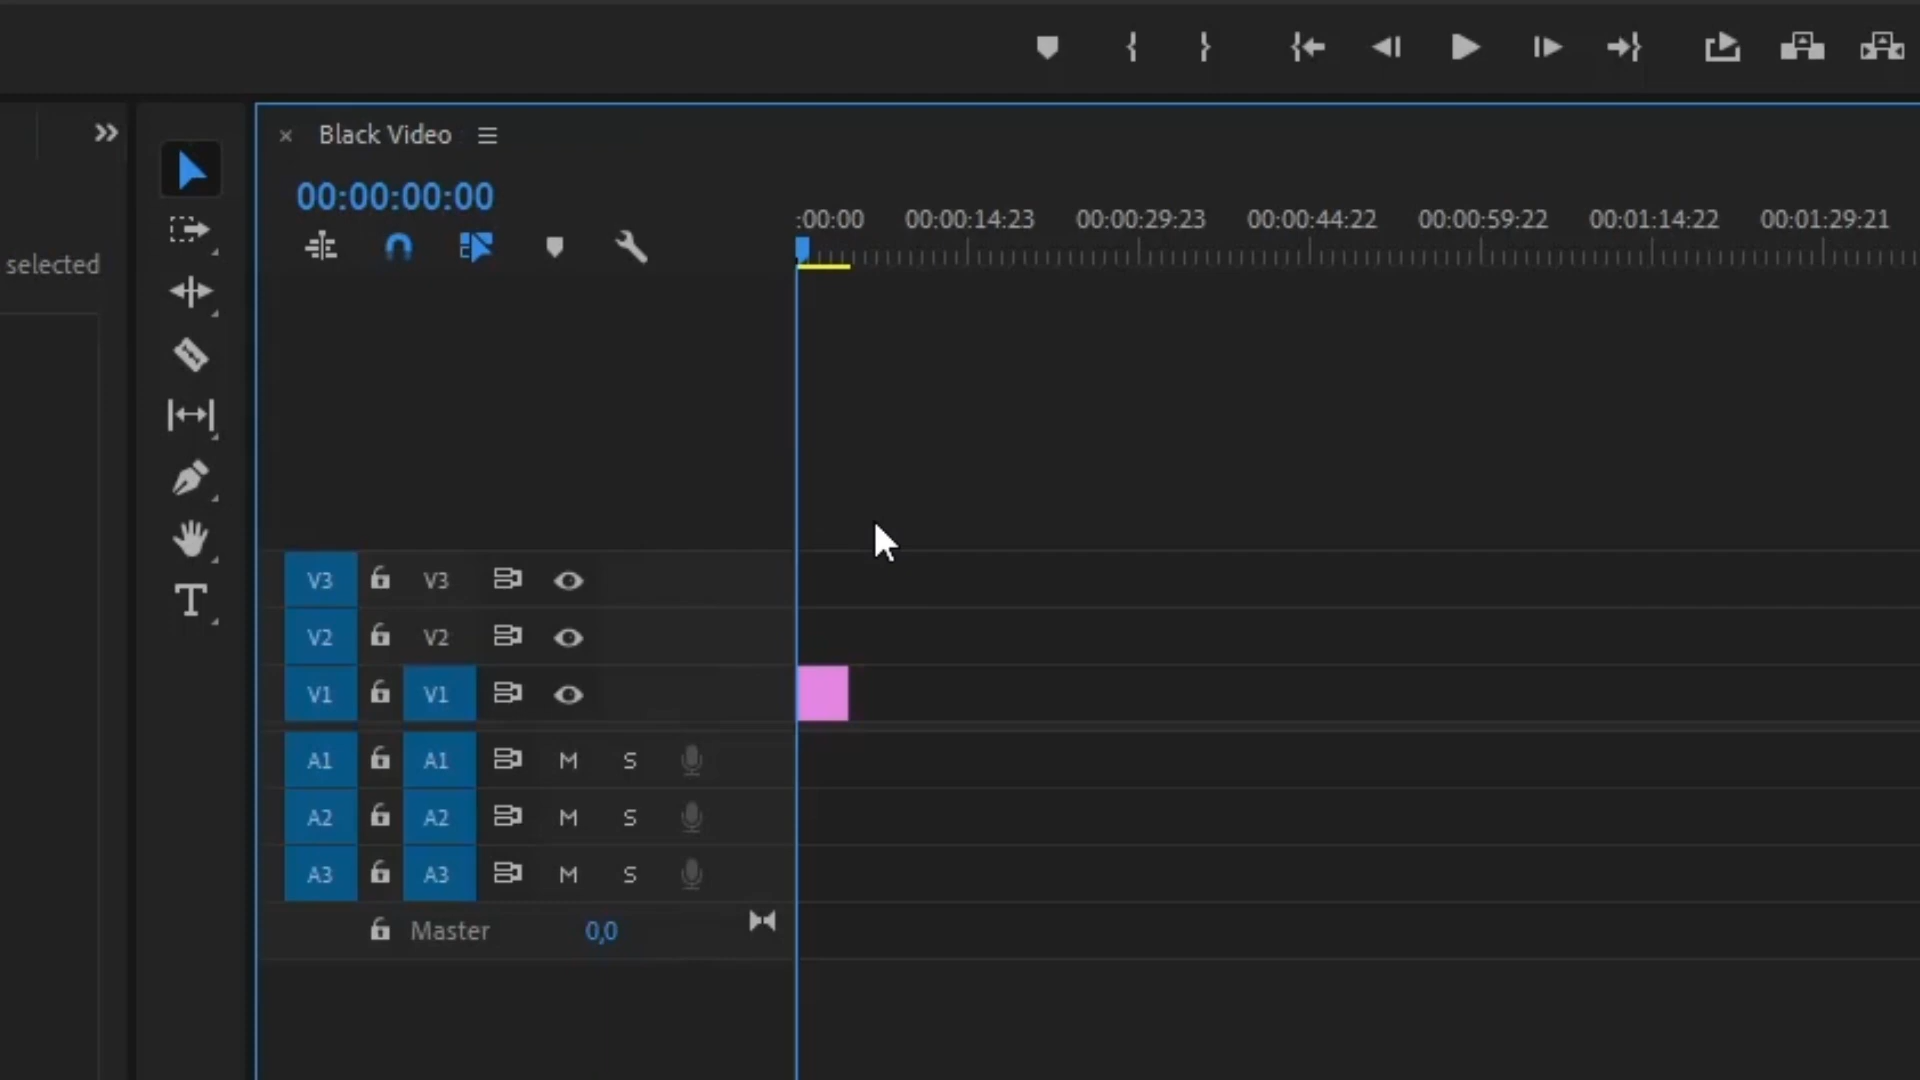 Black Video
00:00:00:00
:00:00 00:00:14:23 00:00:29:23 00:00:44:22 00:00:59:22 00:01:14:22 00:01:29:21
selected
V3 V3
V2 V2
V1 V1
A1 A1 M S
A2 A2 M S
A3 A3 M S
Master 0,0